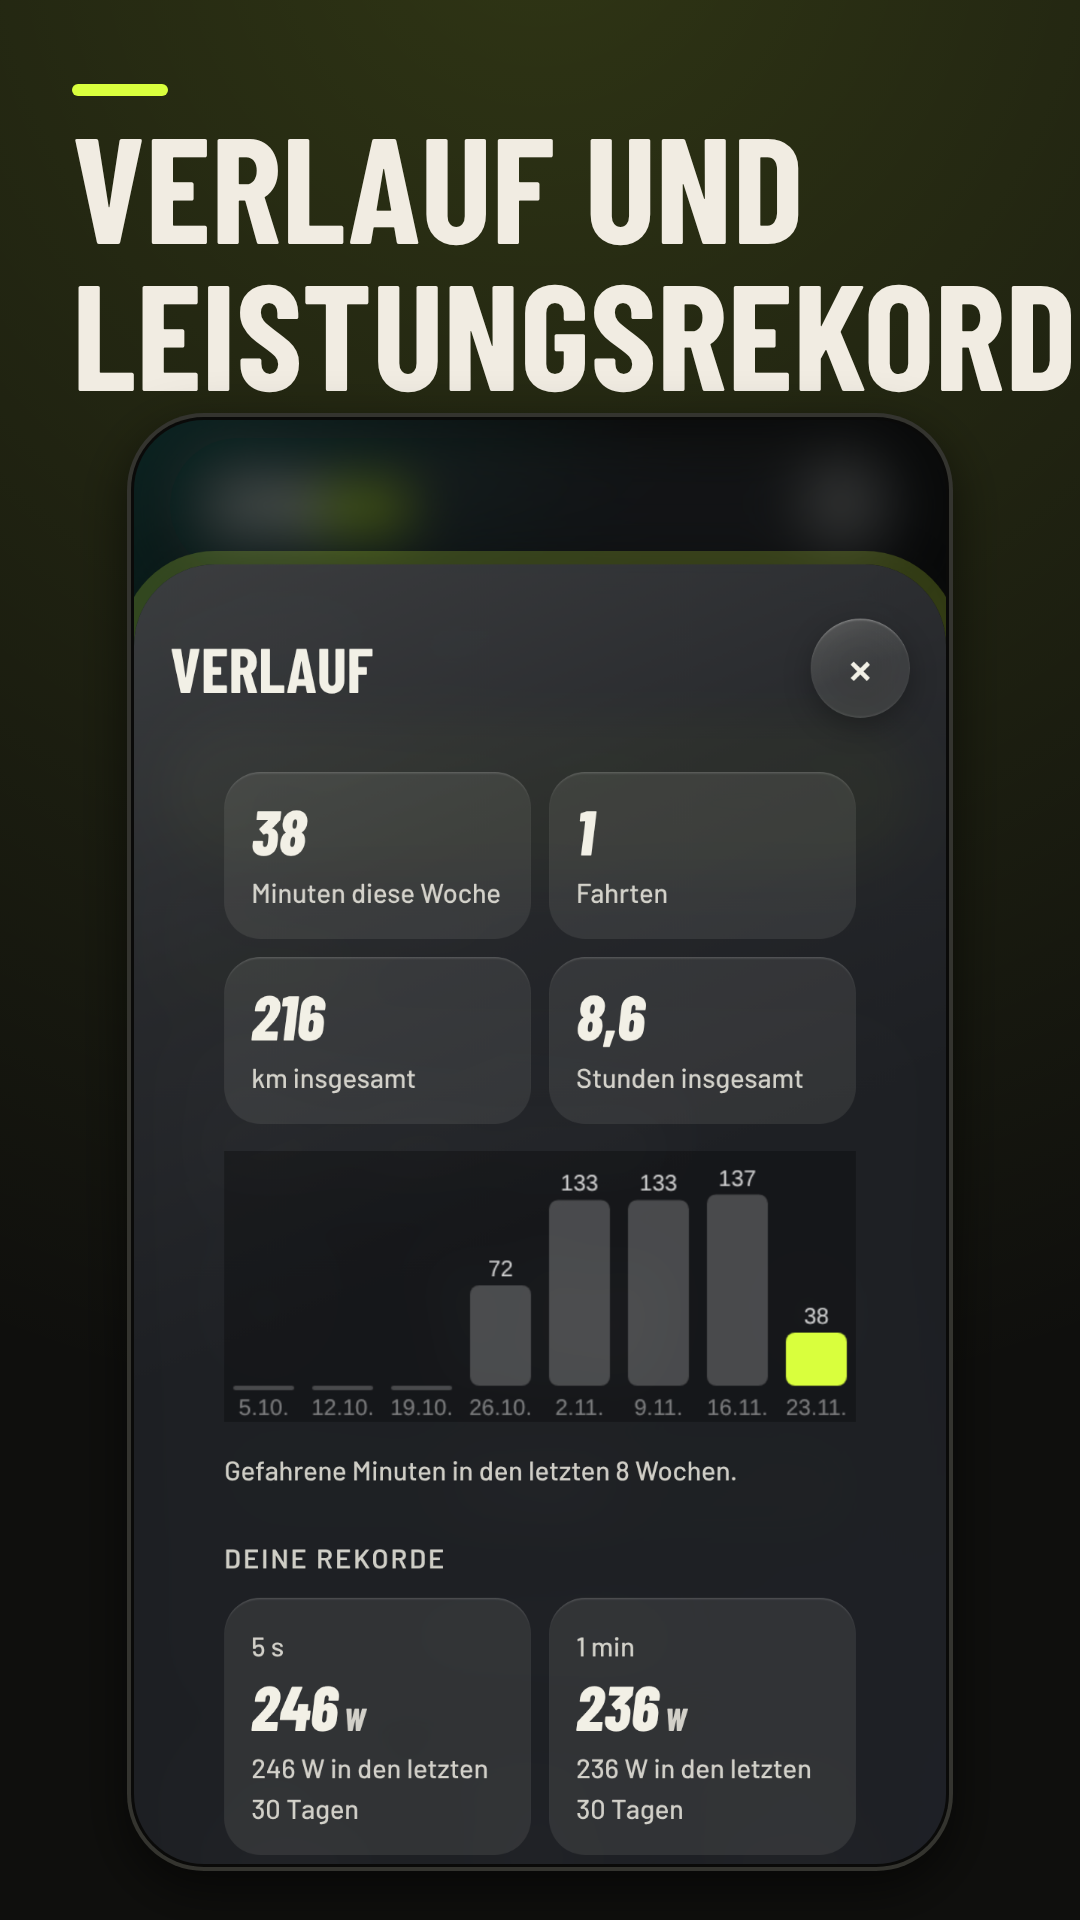 VERLAUF UND
LEISTUNGSREKORD
VERLAUF
×
38
Minuten diese Woche
1
Fahrten
216
km insgesamt
8,6
Stunden insgesamt
72
133
133
137
38
5.10.
12.10.
19.10.
26.10.
2.11.
9.11.
16.11.
23.11.
Gefahrene Minuten in den letzten 8 Wochen.
DEINE REKORDE
5 s
246 W
246 W in den letzten
30 Tagen
1 min
236 W
236 W in den letzten
30 Tagen